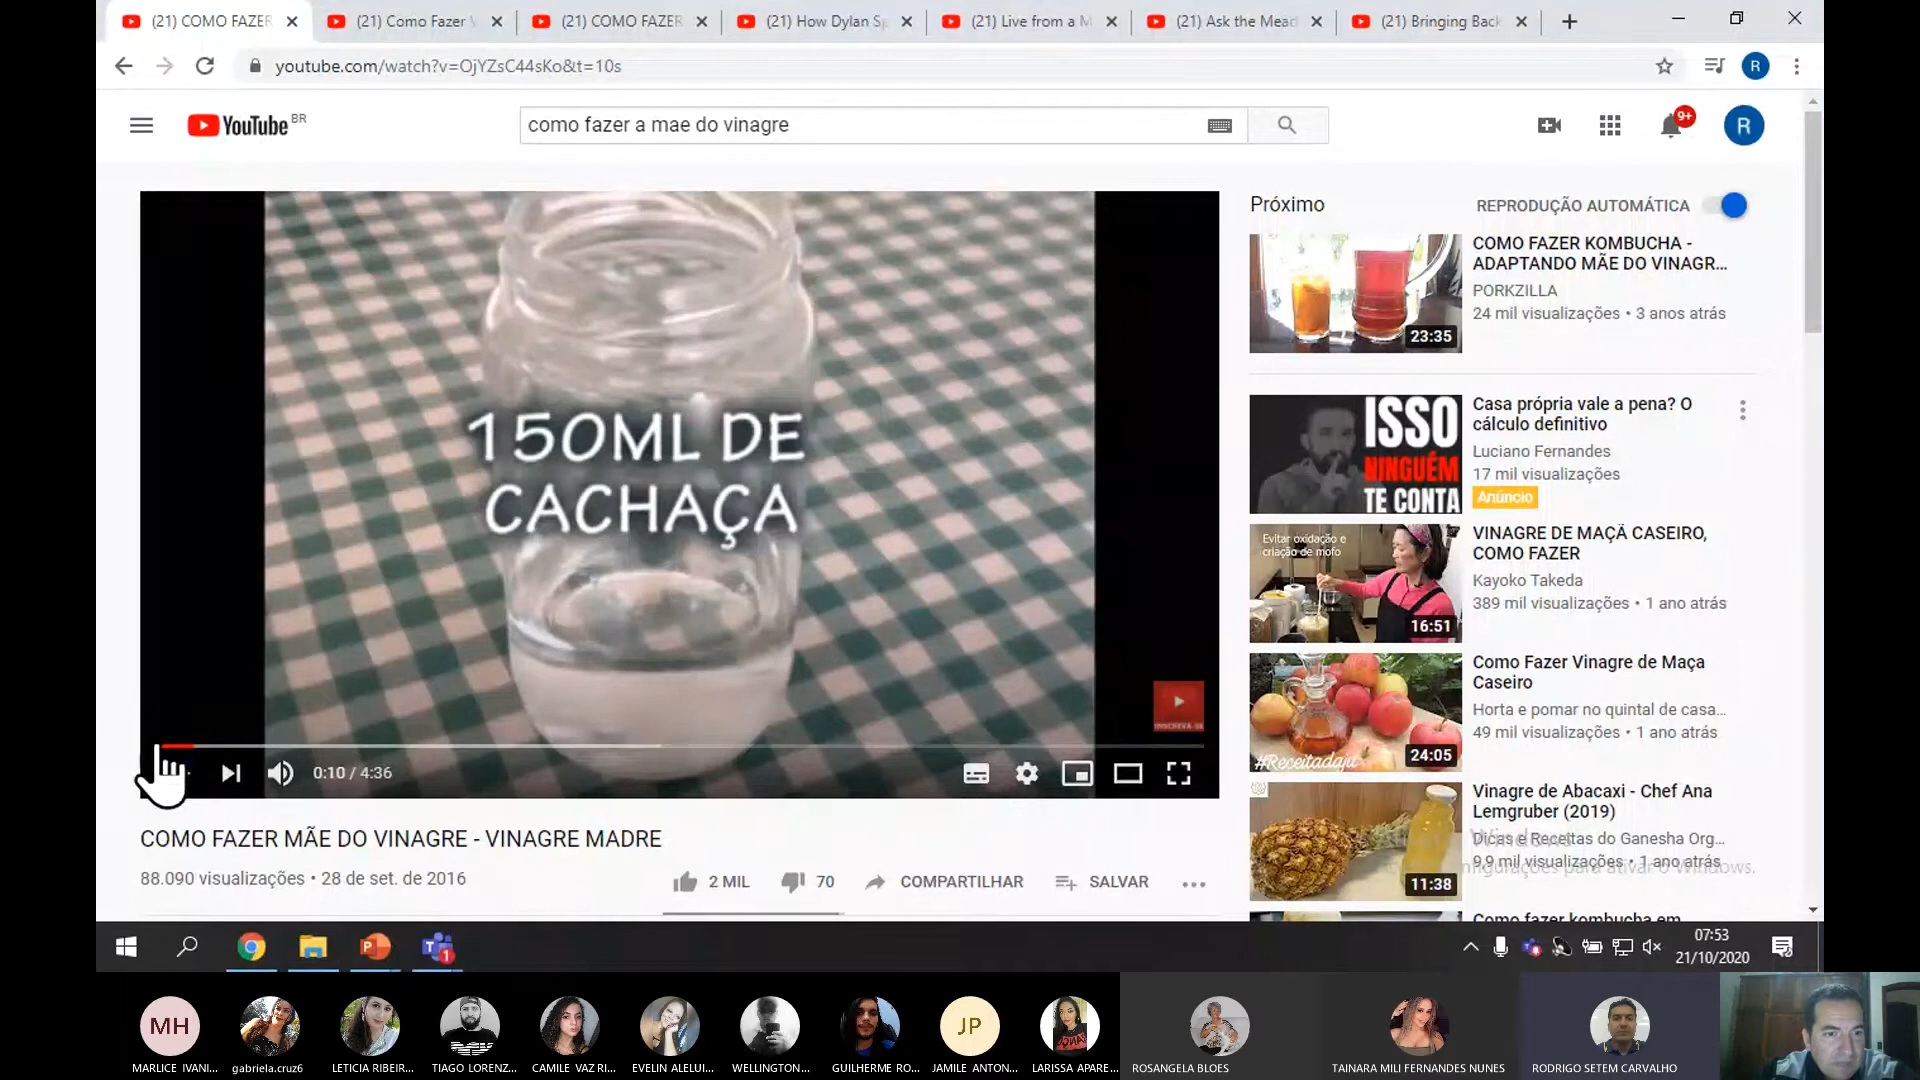 (21) COMO FAZER
(21) Como Fazer V
(21) COMO FAZER
(21) How Dylan Sp
(21) Live from a M
(21) Ask the Mead
(21) Bringing Back
youtube.com/watch?v=OjYZsC44sKo&t=10s
R
YouTube BR
como fazer a mae do vinagre
9+
R
150ML DE
CACHAÇA
INSCREVA-SE
0:10 / 4:36
COMO FAZER MÃE DO VINAGRE - VINAGRE MADRE
88.090 visualizações • 28 de set. de 2016
2 MIL
70
COMPARTILHAR
SALVAR
Próximo
REPRODUÇÃO AUTOMÁTICA
23:35
COMO FAZER KOMBUCHA -
ADAPTANDO MÃE DO VINAGR...
PORKZILLA
24 mil visualizações • 3 anos atrás
ISSO
NINGUÉM
TE CONTA
Casa própria vale a pena? O
cálculo definitivo
Luciano Fernandes
17 mil visualizações
Anúncio
Evitar oxidação e
criação de mofo
16:51
VINAGRE DE MAÇÃ CASEIRO,
COMO FAZER
Kayoko Takeda
389 mil visualizações • 1 ano atrás
#Receitadaju
24:05
Como Fazer Vinagre de Maça
Caseiro
Horta e pomar no quintal de casa...
49 mil visualizações • 1 ano atrás
11:38
Vinagre de Abacaxi - Chef Ana
Lemgruber (2019)
Dicas e Receitas do Ganesha Org...
9,9 mil visualizações • 1 ano atrás
Windows
para ativar o Windows.
Como fazer kombucha em
1
07:53
21/10/2020
MH
JP
MARLICE IVANI...
gabriela.cruz6
LETICIA RIBEIR...
TIAGO LORENZ...
CAMILE VAZ RI...
EVELIN ALELUI...
WELLINGTON...
GUILHERME RO...
JAMILE ANTON...
LARISSA APARE...
ROSANGELA BLOES
TAINARA MILI FERNANDES NUNES
RODRIGO SETEM CARVALHO